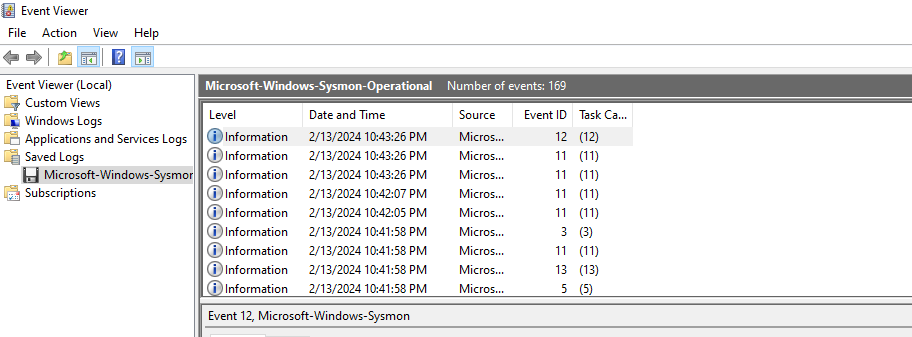 Event Viewer
File Action View Help
Event Viewer (Local)
Custom Views
Windows Logs
Applications and Services Logs
Saved Logs
Microsoft-Windows-Sysmor
Subscriptions
Microsoft-Windows-Sysmon-Operational Number of events: 169
Level Date and Time Source Event ID Task Ca...
Information 2/13/2024 10:43:26 PM Micros... 12 (12)
Information 2/13/2024 10:43:26 PM Micros... 11 (11)
Information 2/13/2024 10:43:26 PM Micros... 11 (11)
Information 2/13/2024 10:42:07 PM Micros... 11 (11)
Information 2/13/2024 10:42:05 PM Micros... 11 (11)
Information 2/13/2024 10:41:58 PM Micros... 3 (3)
Information 2/13/2024 10:41:58 PM Micros... 11 (11)
Information 2/13/2024 10:41:58 PM Micros... 13 (13)
Information 2/13/2024 10:41:58 PM Micros... 5 (5)
Event 12, Microsoft-Windows-Sysmon